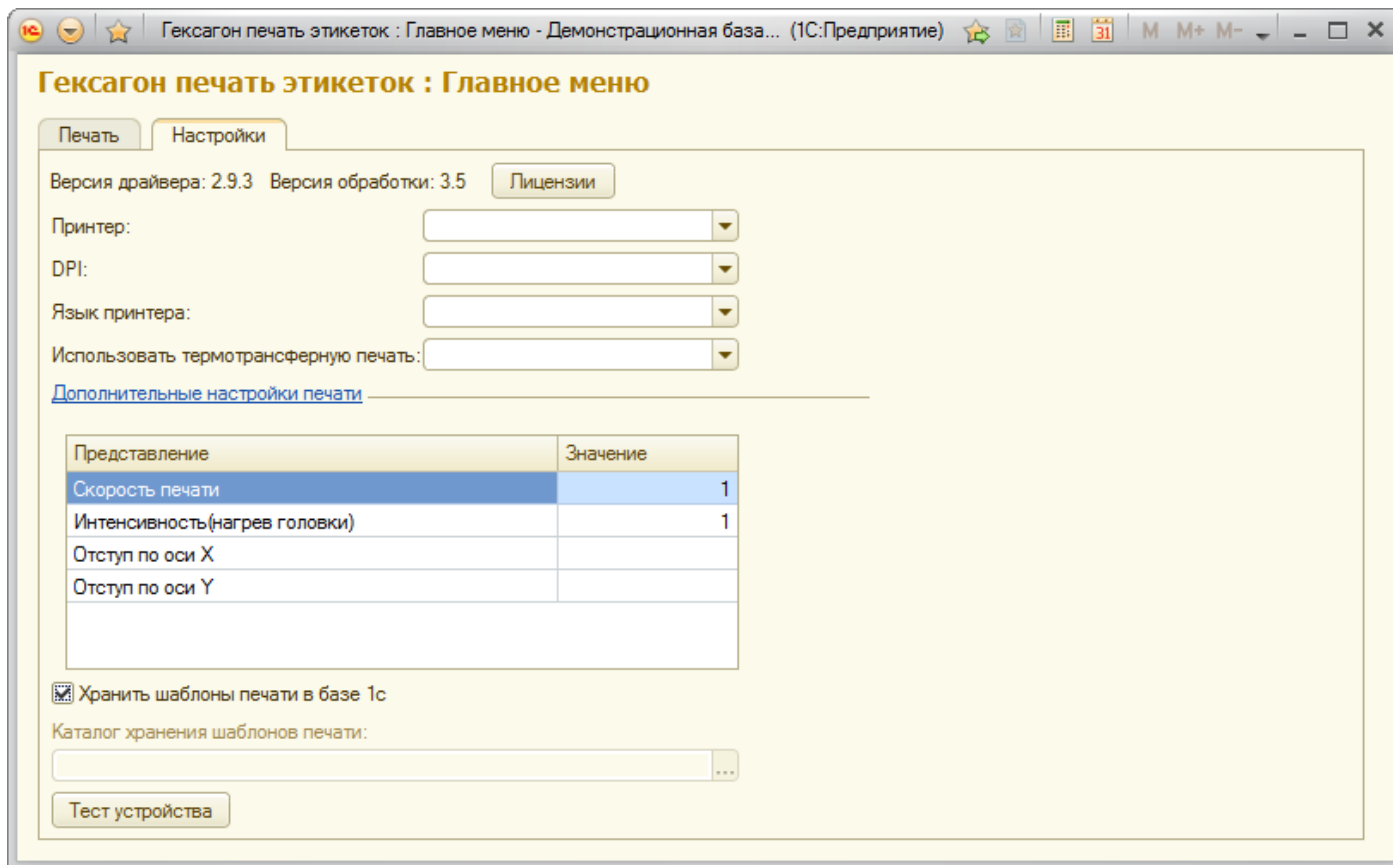 Гексагон печать этикеток : Главное меню - Демонстрационная база... (1С:Предприятие) 31 M M+ M-
Гексагон печать этикеток : Главное меню
Печать Настройки
Версия драйвера: 2.9.3 Версия обработки: 3.5 Лицензии
Принтер:
DPI:
Язык принтера:
Использовать термотрансферную печать:
Дополнительные настройки печати
Представление Значение
Скорость печати 1
Интенсивность(нагрев головки) 1
Отступ по оси X
Отступ по оси Y
Хранить шаблоны печати в базе 1с
Каталог хранения шаблонов печати:
...
Тест устройства